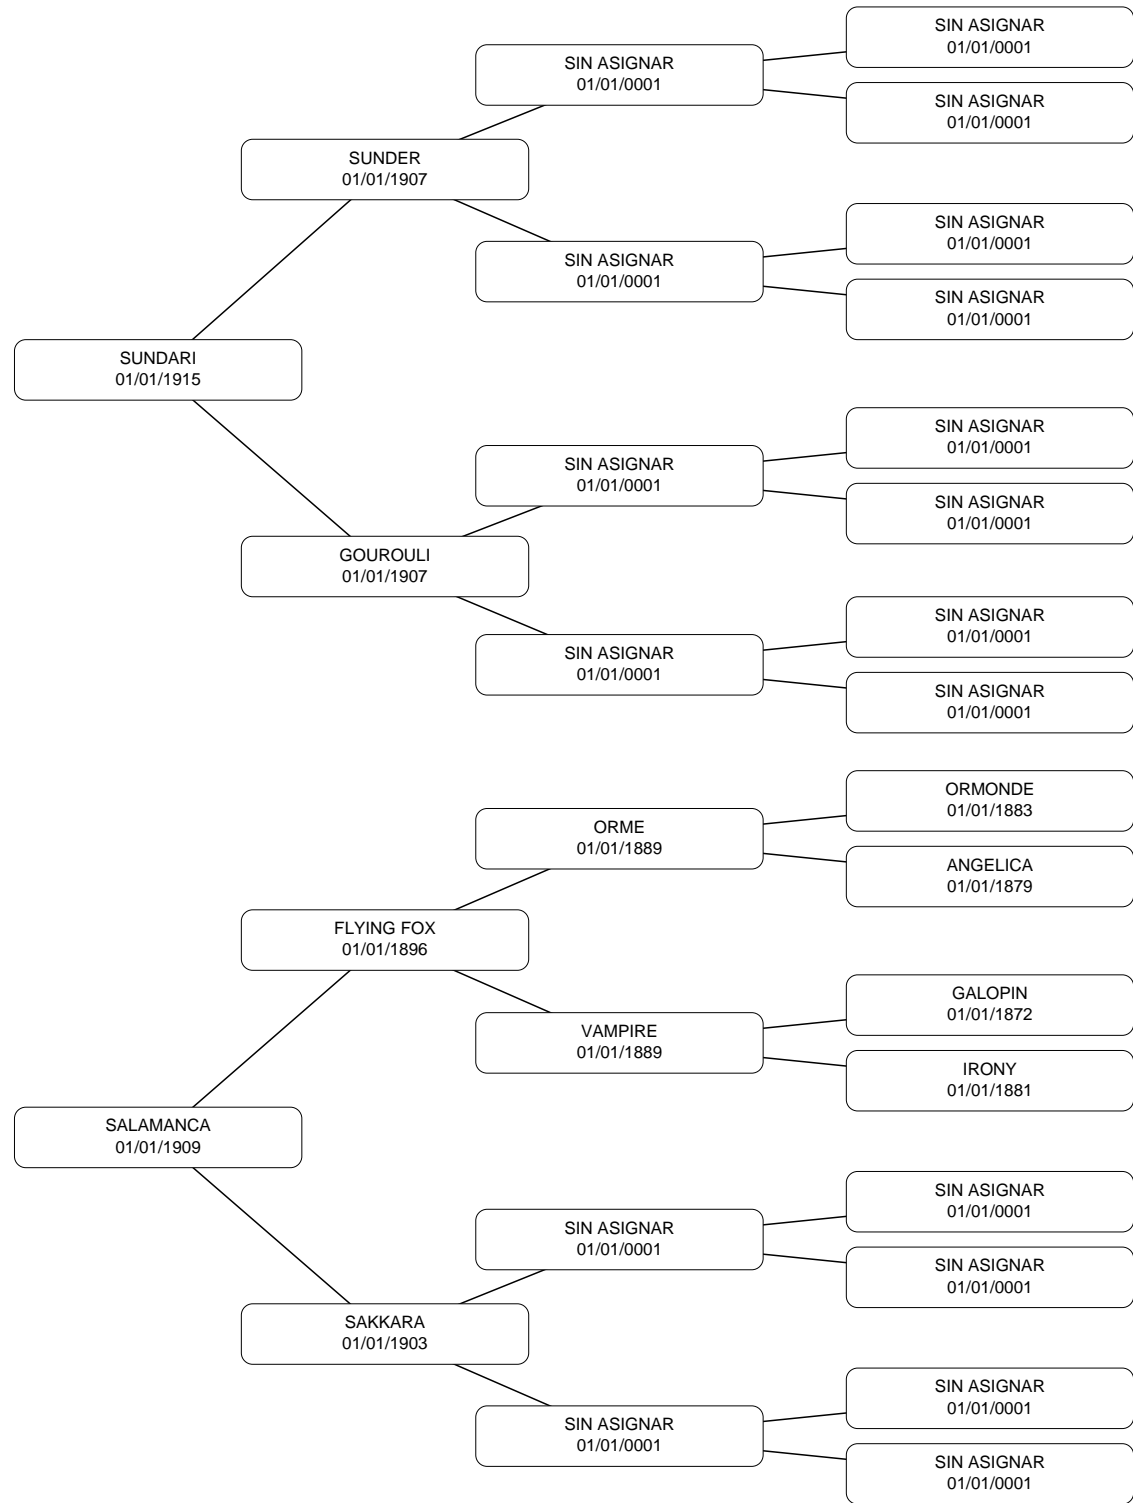 SIN ASIGNAR
01/01/0001
SIN ASIGNAR
01/01/0001
SIN ASIGNAR
01/01/0001
SUNDER
01/01/1907
SIN ASIGNAR
01/01/0001
SIN ASIGNAR
01/01/0001
SIN ASIGNAR
01/01/0001
SUNDARI
01/01/1915
SIN ASIGNAR
01/01/0001
SIN ASIGNAR
01/01/0001
SIN ASIGNAR
01/01/0001
GOUROULI
01/01/1907
SIN ASIGNAR
01/01/0001
SIN ASIGNAR
01/01/0001
SIN ASIGNAR
01/01/0001
ORMONDE
01/01/1883
ORME
01/01/1889
ANGELICA
01/01/1879
FLYING FOX
01/01/1896
GALOPIN
01/01/1872
VAMPIRE
01/01/1889
IRONY
01/01/1881
SALAMANCA
01/01/1909
SIN ASIGNAR
01/01/0001
SIN ASIGNAR
01/01/0001
SIN ASIGNAR
01/01/0001
SAKKARA
01/01/1903
SIN ASIGNAR
01/01/0001
SIN ASIGNAR
01/01/0001
SIN ASIGNAR
01/01/0001